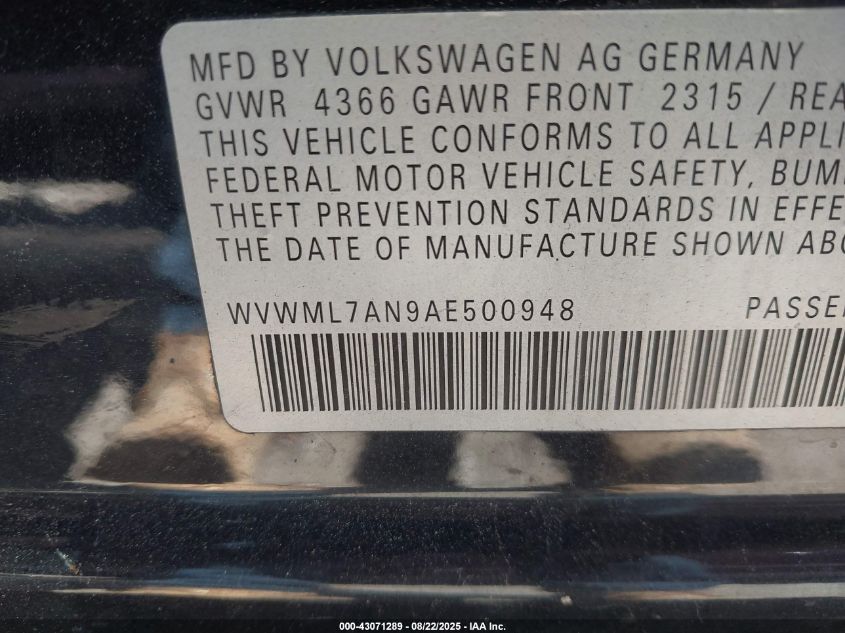 MFD BY VOLKSWAGEN AG GERMANY
GVWR 4366 GAWR FRONT 2315 / REA
THIS VEHICLE CONFORMS TO ALL APPLI
FEDERAL MOTOR VEHICLE SAFETY, BUM
THEFT PREVENTION STANDARDS IN EFFE
THE DATE OF MANUFACTURE SHOWN ABO
WVWML7AN9AE500948 PASSE
000-43071289 - 08/22/2025 - IAA Inc.